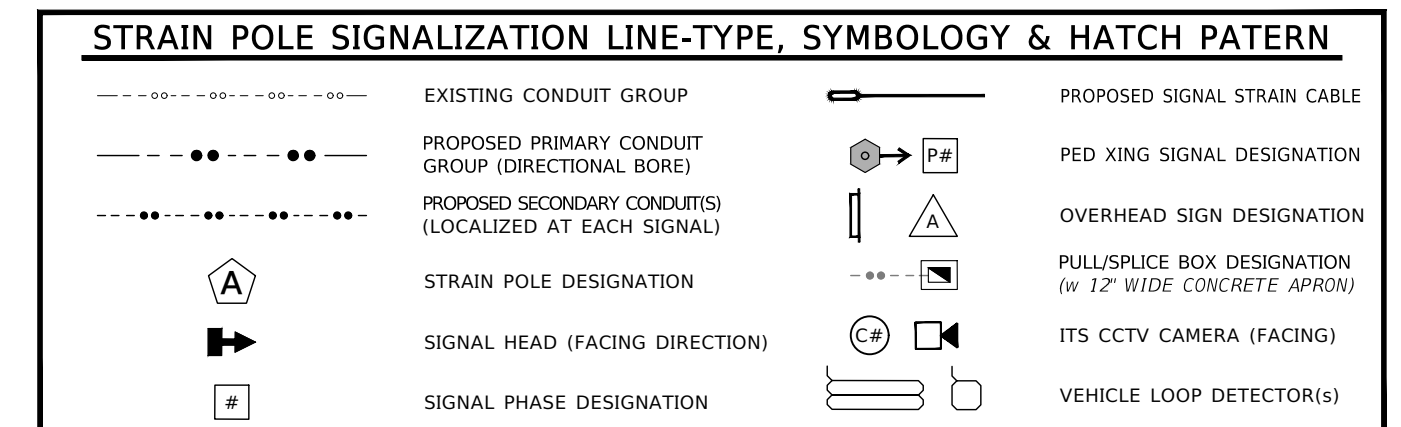 STRAIN POLE SIGNALIZATION LINE-TYPE, SYMBOLOGY & HATCH PATERN
EXISTING CONDUIT GROUP
PROPOSED PRIMARY CONDUIT
GROUP (DIRECTIONAL BORE)
PROPOSED SECONDARY CONDUIT(S)
(LOCALIZED AT EACH SIGNAL)
A
STRAIN POLE DESIGNATION
SIGNAL HEAD (FACING DIRECTION)
#
SIGNAL PHASE DESIGNATION
PROPOSED SIGNAL STRAIN CABLE
P#
PED XING SIGNAL DESIGNATION
A
OVERHEAD SIGN DESIGNATION
PULL/SPLICE BOX DESIGNATION
(w 12" WIDE CONCRETE APRON)
C#
ITS CCTV CAMERA (FACING)
VEHICLE LOOP DETECTOR(s)